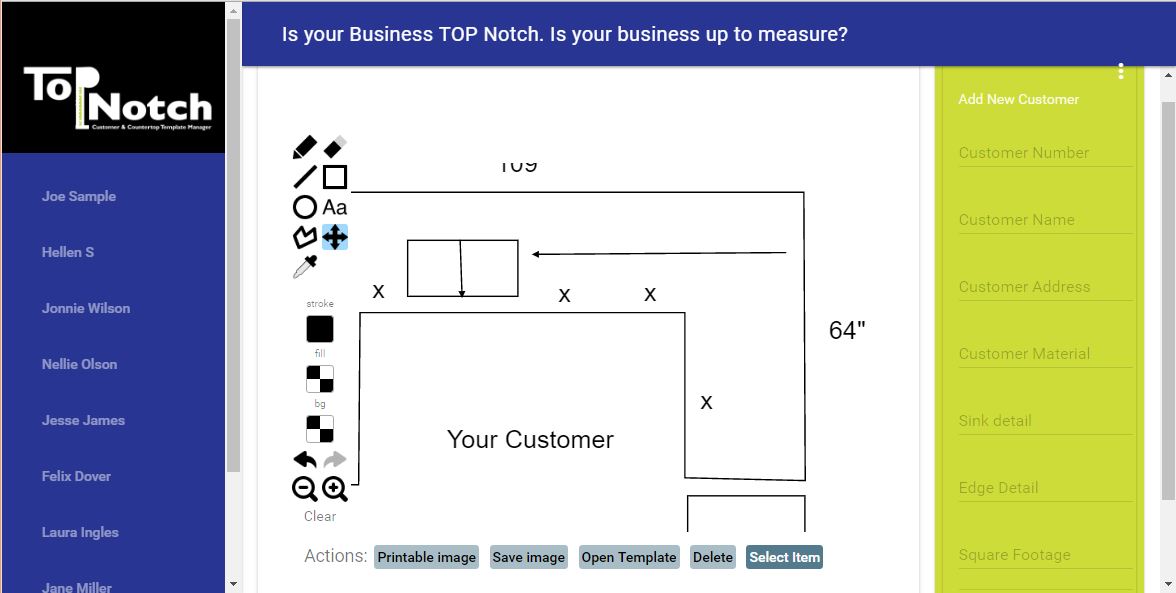 TOP Notch
Customer & Countertop Template Manager
Joe Sample
Hellen S
Jonnie Wilson
Nellie Olson
Jesse James
Felix Dover
Laura Ingles
Jane Miller
Is your Business TOP Notch. Is your business up to measure?
Aa
stroke
fill
bg
Clear
109
x
x
x
64"
x
Your Customer
Actions: Printable image Save image Open Template Delete Select Item
Add New Customer
Customer Number
Customer Name
Customer Address
Customer Material
Sink detail
Edge Detail
Square Footage